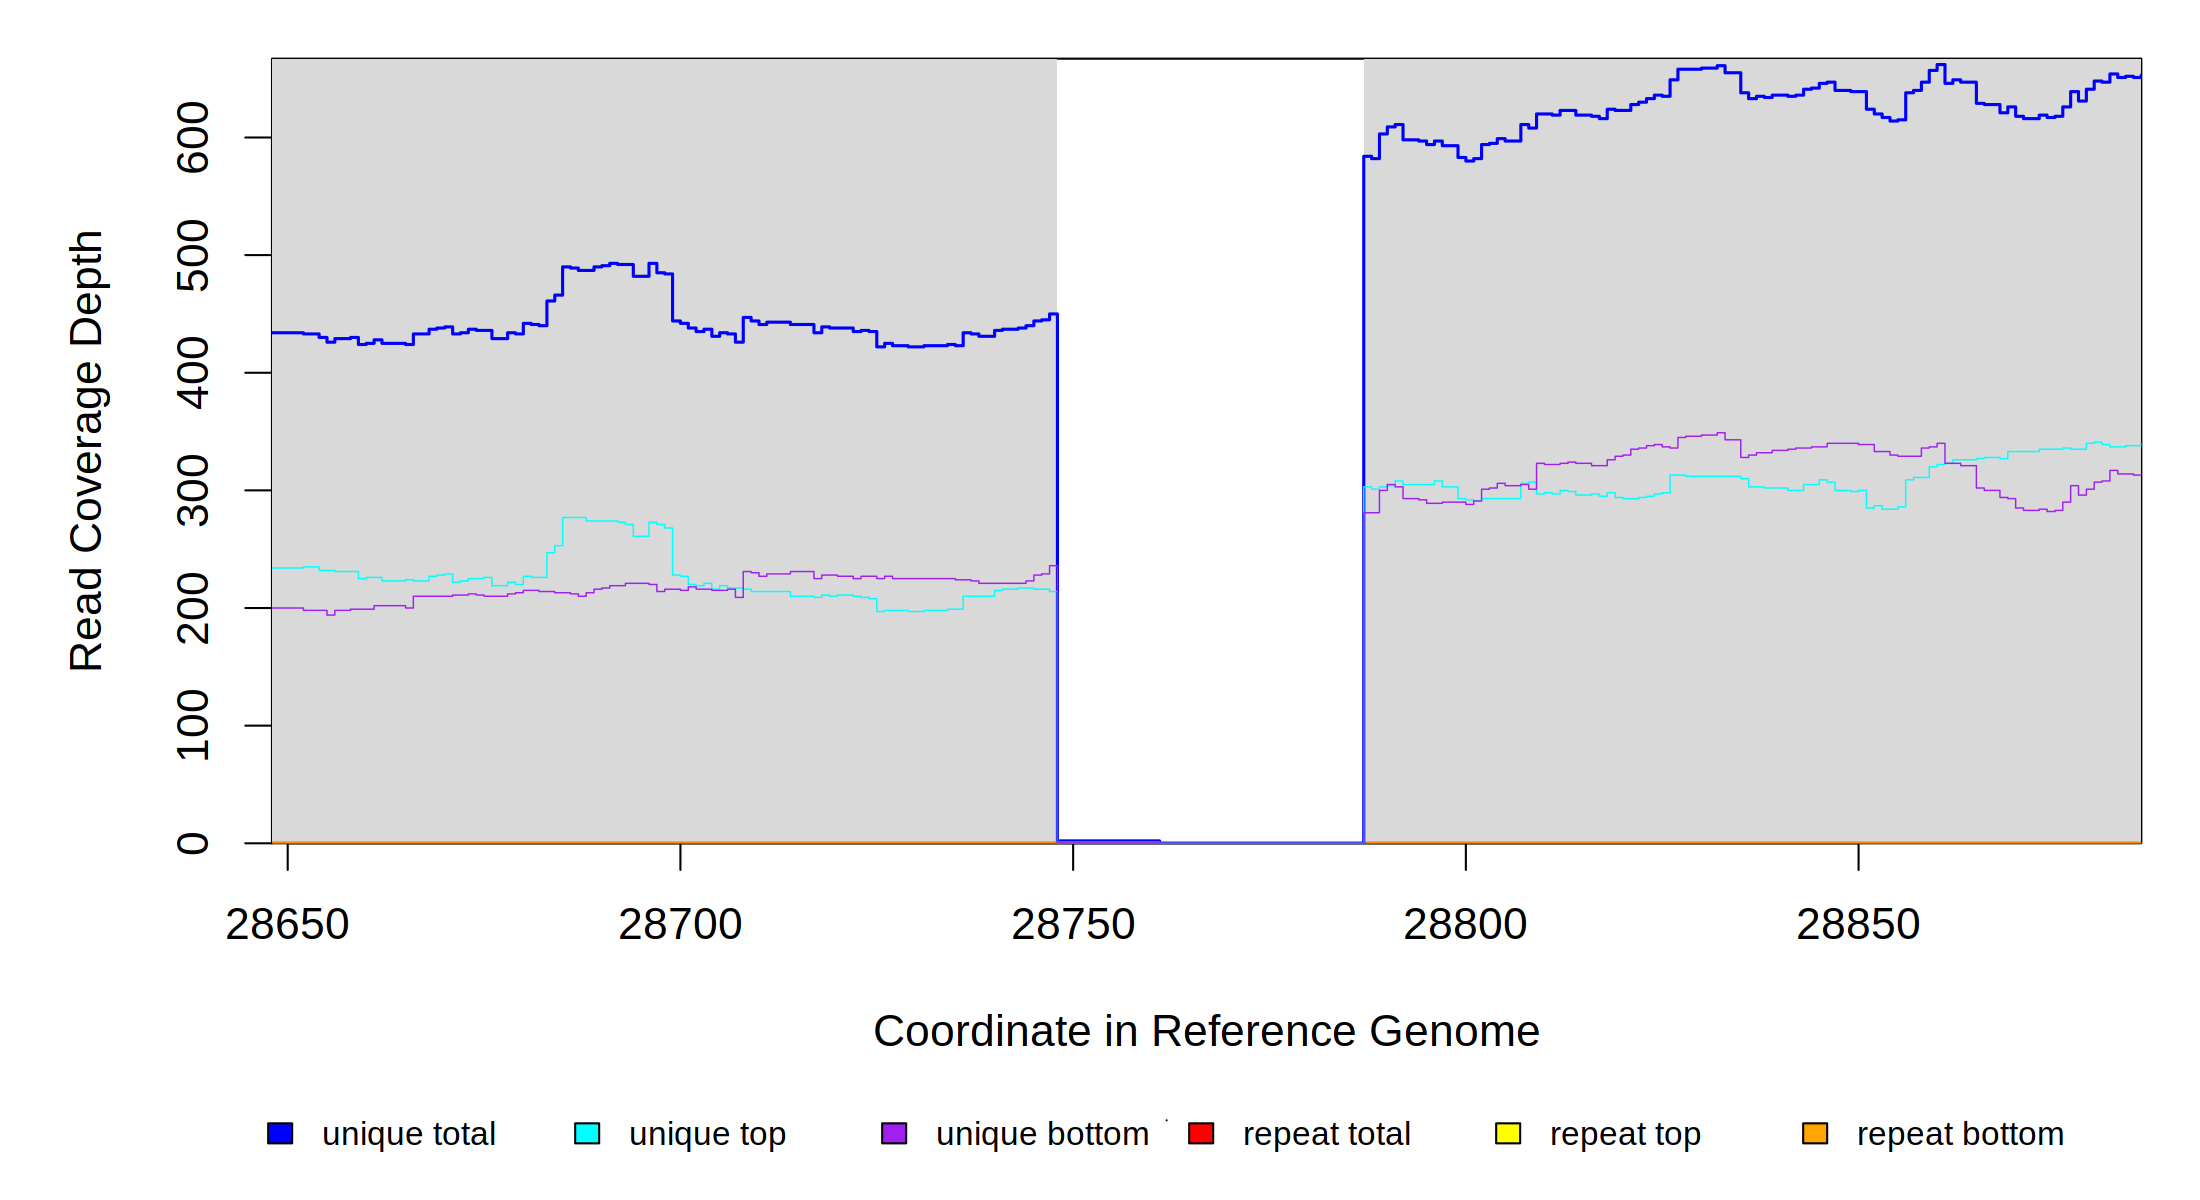 Read Coverage Depth
600
500
400
300
200
100
0
28650 28700 28750 28800 28850
Coordinate in Reference Genome
unique total unique top unique bottom repeat total repeat top repeat bottom